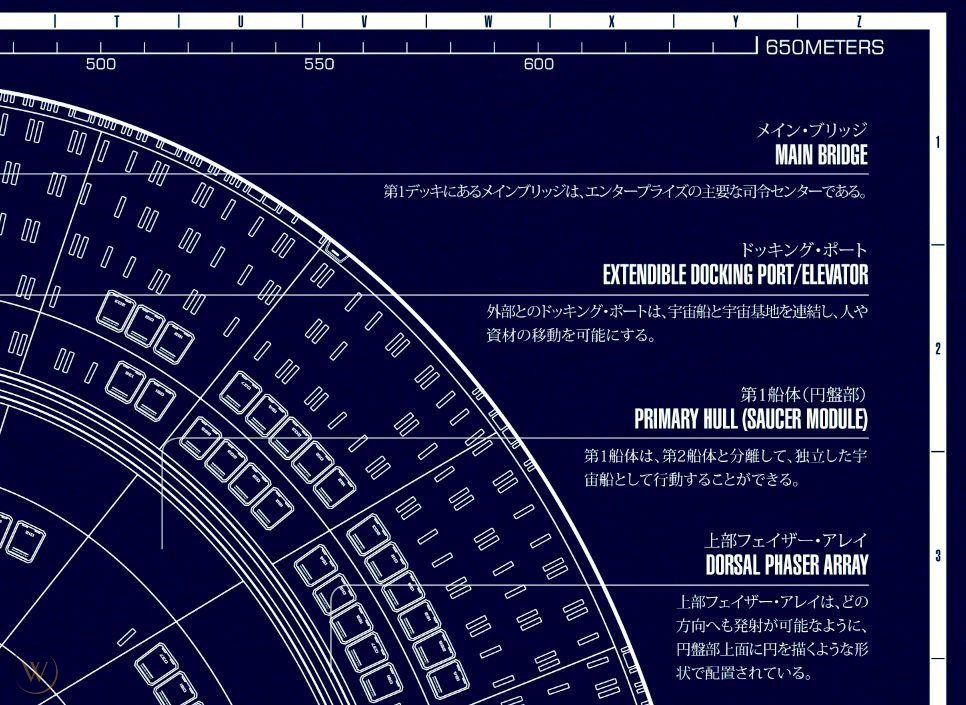 T U V W X Y Z
500 550 600 650METERS
メイン・ブリッジ
MAIN BRIDGE
第1デッキにあるメインブリッジは、エンタープライズの主要な司令センターである。
1
ドッキング・ポート
EXTENDIBLE DOCKING PORT/ELEVATOR
外部とのドッキング・ポートは、宇宙船と宇宙基地を連結し、人や
資材の移動を可能にする。
2
第1船体（円盤部）
PRIMARY HULL (SAUCER MODULE)
第1船体は、第2船体と分離して、独立した宇
宙船として行動することができる。
上部フェイザー・アレイ
3
DORSAL PHASER ARRAY
上部フェイザー・アレイは、どの
方向へも発射が可能なように、
円盤部上面に円を描くような形
状で配置されている。
W